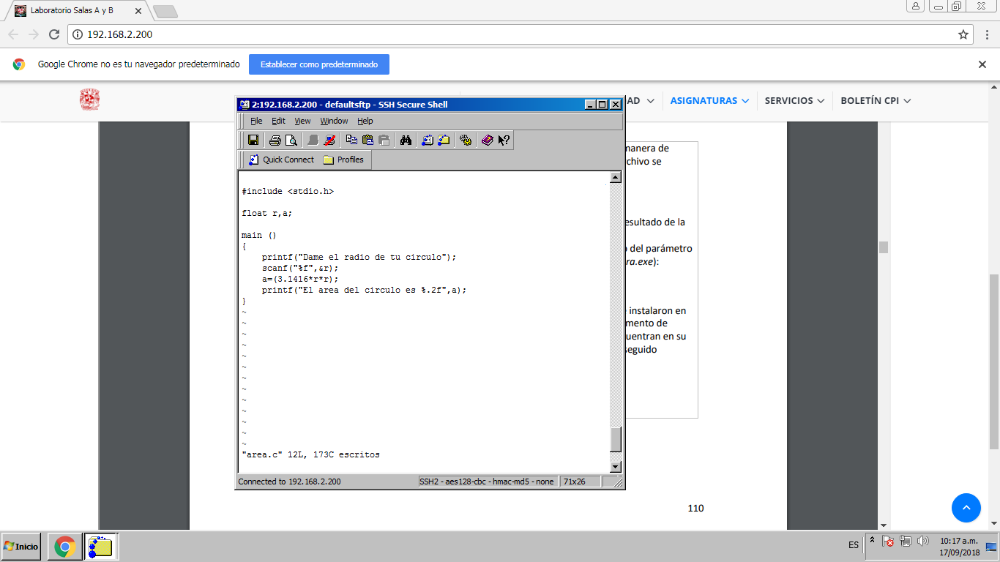 Laboratorio Salas A y B
192.168.2.200
Google Chrome no es tu navegador predeterminado
Establecer como predeterminado
AD
ASIGNATURAS
SERVICIOS
BOLETÍN CPI
2:192.168.2.200 - defaultsftp - SSH Secure Shell
File Edit View Window Help
Quick Connect Profiles
#include <stdio.h>
float r,a;
main ()
{
printf("Dame el radio de tu circulo");
scanf("%f",&r);
a=(3.1416*r*r);
printf("El area del circulo es %.2f",a);
}
~
~
~
~
~
~
~
~
~
~
~
~
~
"area.c" 12L, 173C escritos
Connected to 192.168.2.200
SSH2 - aes128-cbc - hmac-md5 - none
71x26
manera de
chivo se
esultado de la
del parámetro
ra.exe):
instalaron en
mento de
uentran en su
seguido
110
Inicio
ES
10:17 a.m.
17/09/2018